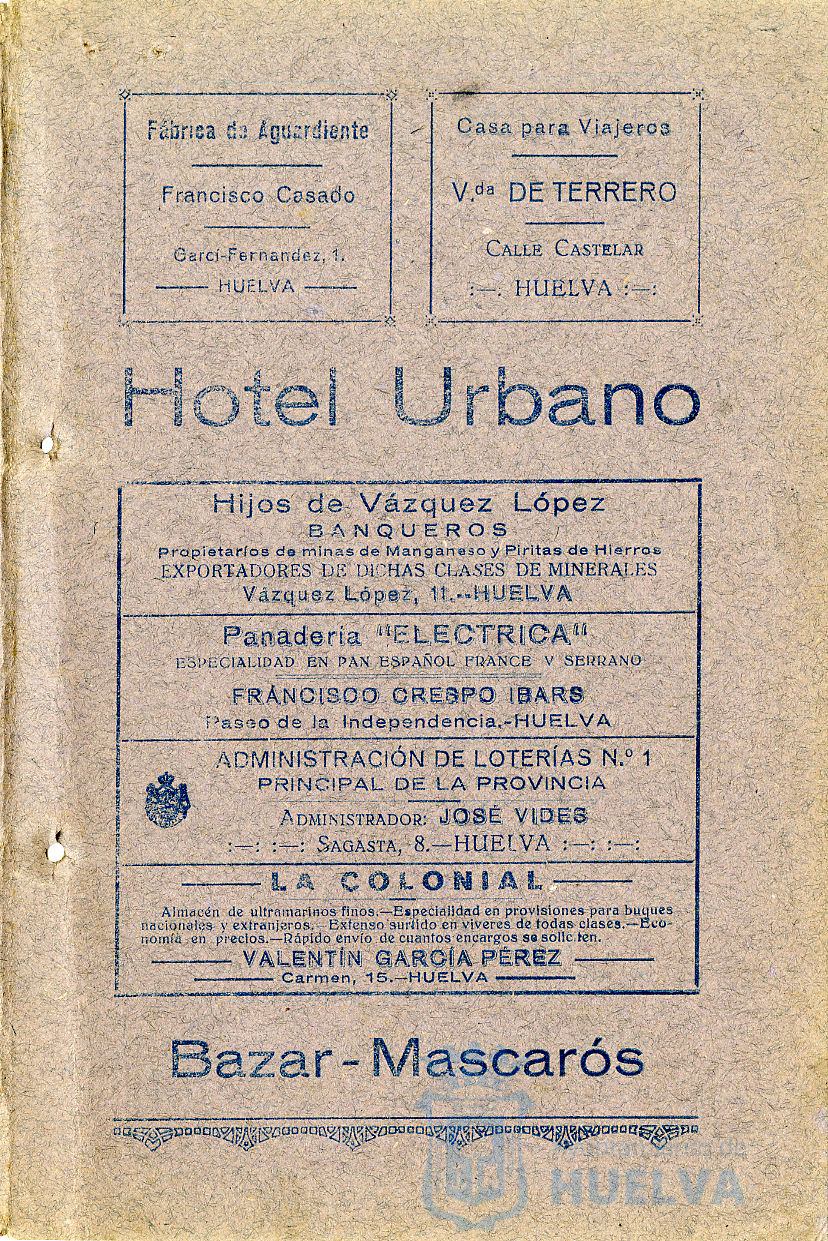 Fábrica de Aguardiente
Francisco Casado
Garci-Fernandez, 1.
HUELVA
Casa para Viajeros
V.da DE TERRERO
CALLE CASTELAR
:—: HUELVA :—:
Hotel Urbano
Hijos de Vázquez López
BANQUEROS
Propietarios de minas de Manganeso y Piritas de Hierros
EXPORTADORES DE DICHAS CLASES DE MINERALES
Vázquez López, 11.--HUELVA
Panadería "ELECTRICA"
ESPECIALIDAD EN PAN ESPAÑOL FRANCE Y SERRANO
FRANCISCO CRESPO IBARS
Paseo de la Independencia.-HUELVA
ADMINISTRACIÓN DE LOTERÍAS N.º 1
PRINCIPAL DE LA PROVINCIA
ADMINISTRADOR: JOSÉ VIDES
:—: :—: SAGASTA, 8.—HUELVA :—: :—:
LA COLONIAL
Almacén de ultramarinos finos.—Especialidad en provisiones para buques
nacionales y extranjeros.—Extenso surtido en viveres de todas clases.—Eco-
nomía en precios.—Rápido envío de cuantos encargos se soliciten.
VALENTÍN GARCÍA PÉREZ
Carmen, 15.—HUELVA
Bazar-Mascarós
HUELVA